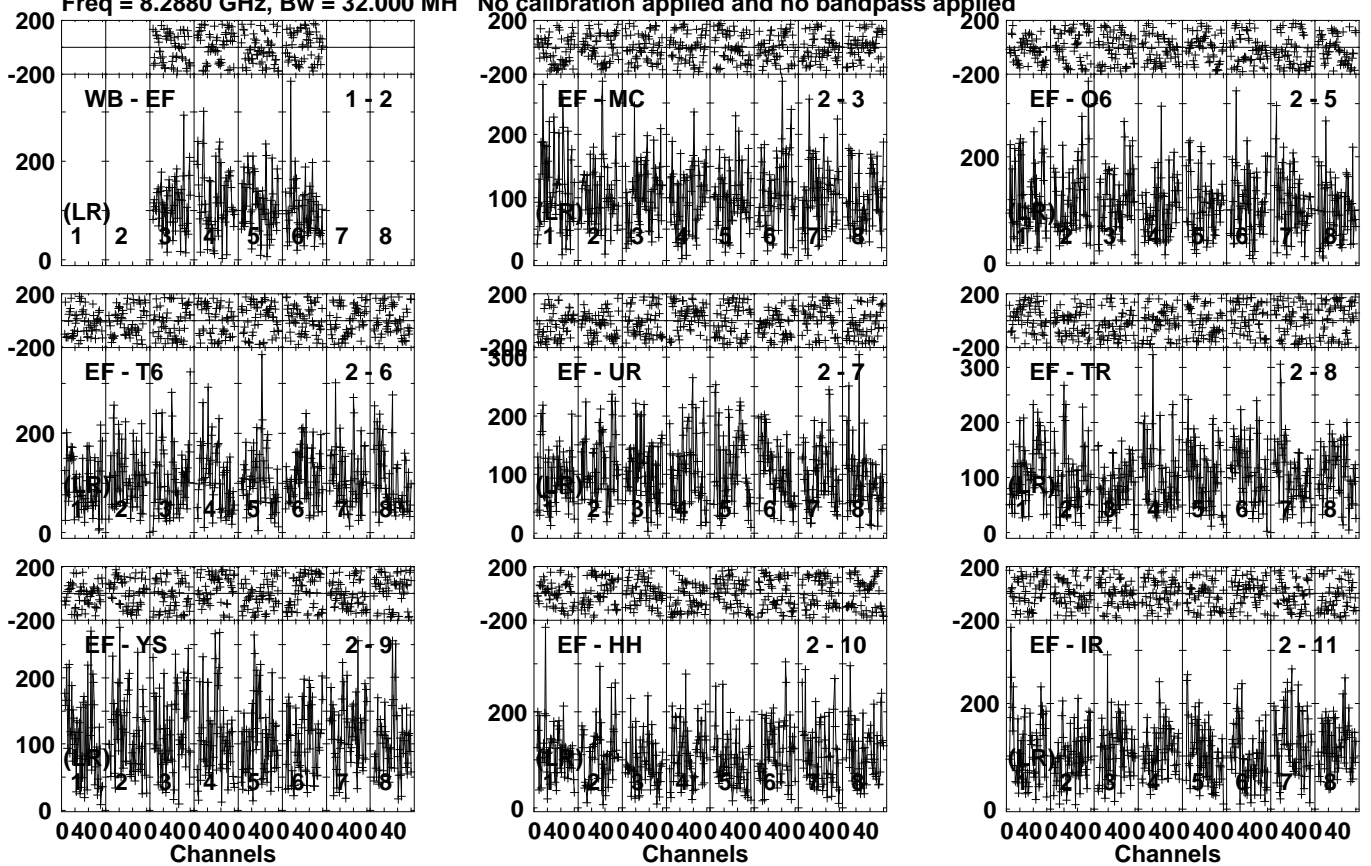 Freq = 8.2880 GHz, Bw = 32.000 MH No calibration applied and no bandpass applied
200
-200
WB - EF 1 - 2
200
(LR)
1 2 3 4 5 6 7 8
0
200
-200
EF - MC 2 - 3
200
100
(LR)
1 2 3 4 5 6 7 8
0
200
-200
EF - O6 2 - 5
200
(LR)
1 2 3 4 5 6 7 8
0
200
-200
EF - T6 2 - 6
200
(LR)
1 2 3 4 5 6 7 8
0
200
-200
300
EF - UR 2 - 7
200
100
(LR)
1 2 3 4 5 6 7 8
0
200
-200
300
EF - TR 2 - 8
200
100
(LR)
1 2 3 4 5 6 7 8
0
200
-200
EF - YS 2 - 9
200
100
(LR)
1 2 3 4 5 6 7 8
0
0 40 0 40 0 40 0 40 0 40 0 40 0 40 0 40
Channels
200
-200
EF - HH 2 - 10
200
(LR)
1 2 3 4 5 6 7 8
0
0 40 0 40 0 40 0 40 0 40 0 40 0 40 0 40
Channels
200
-200
EF - IR 2 - 11
200
(LR)
1 2 3 4 5 6 7 8
0
0 40 0 40 0 40 0 40 0 40 0 40 0 40 0 40
Channels